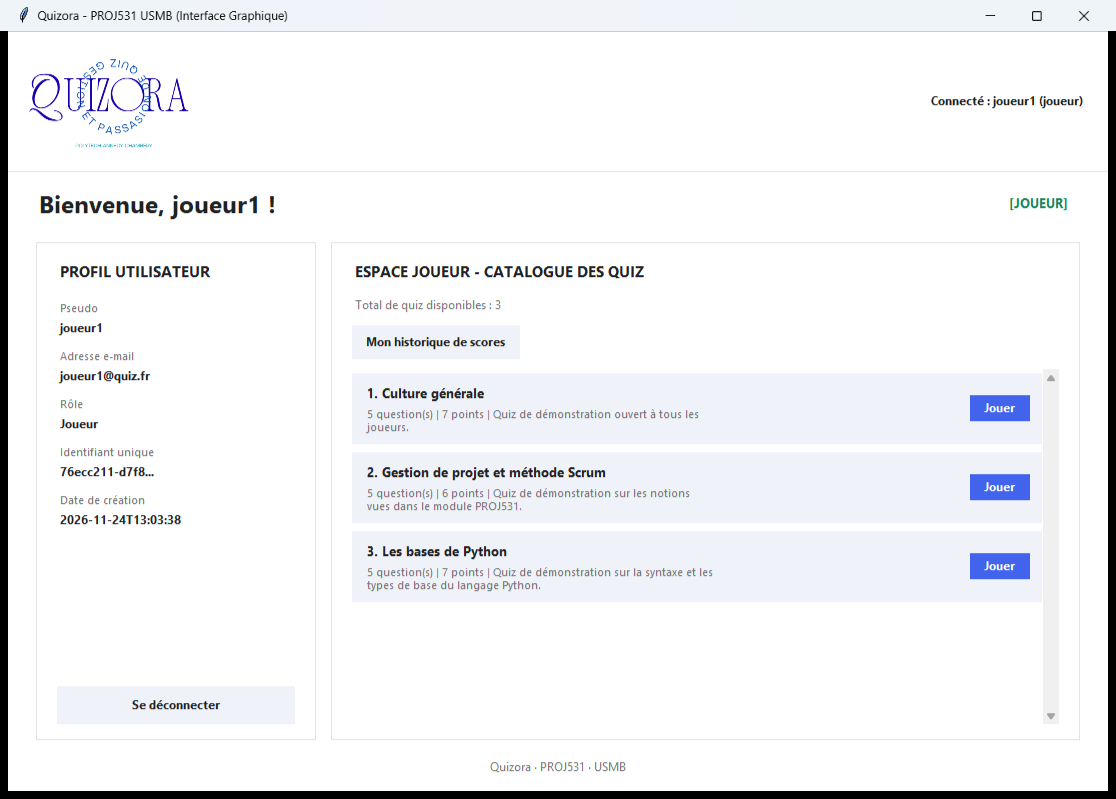 Quizora - PROJ531 USMB (Interface Graphique)
QUIZORA
POLYTECH ANNECY CHAMBERY
Connecté : joueur1 (joueur)
Bienvenue, joueur1 !
[JOUEUR]
PROFIL UTILISATEUR
Pseudo
joueur1
Adresse e-mail
joueur1@quiz.fr
Rôle
Joueur
Identifiant unique
76ecc211-d7f8...
Date de création
2026-11-24T13:03:38
Se déconnecter
ESPACE JOUEUR - CATALOGUE DES QUIZ
Total de quiz disponibles : 3
Mon historique de scores
1. Culture générale
5 question(s) | 7 points | Quiz de démonstration ouvert à tous les
joueurs.
Jouer
2. Gestion de projet et méthode Scrum
5 question(s) | 6 points | Quiz de démonstration sur les notions
vues dans le module PROJ531.
Jouer
3. Les bases de Python
5 question(s) | 7 points | Quiz de démonstration sur la syntaxe et les
types de base du langage Python.
Jouer
Quizora · PROJ531 · USMB